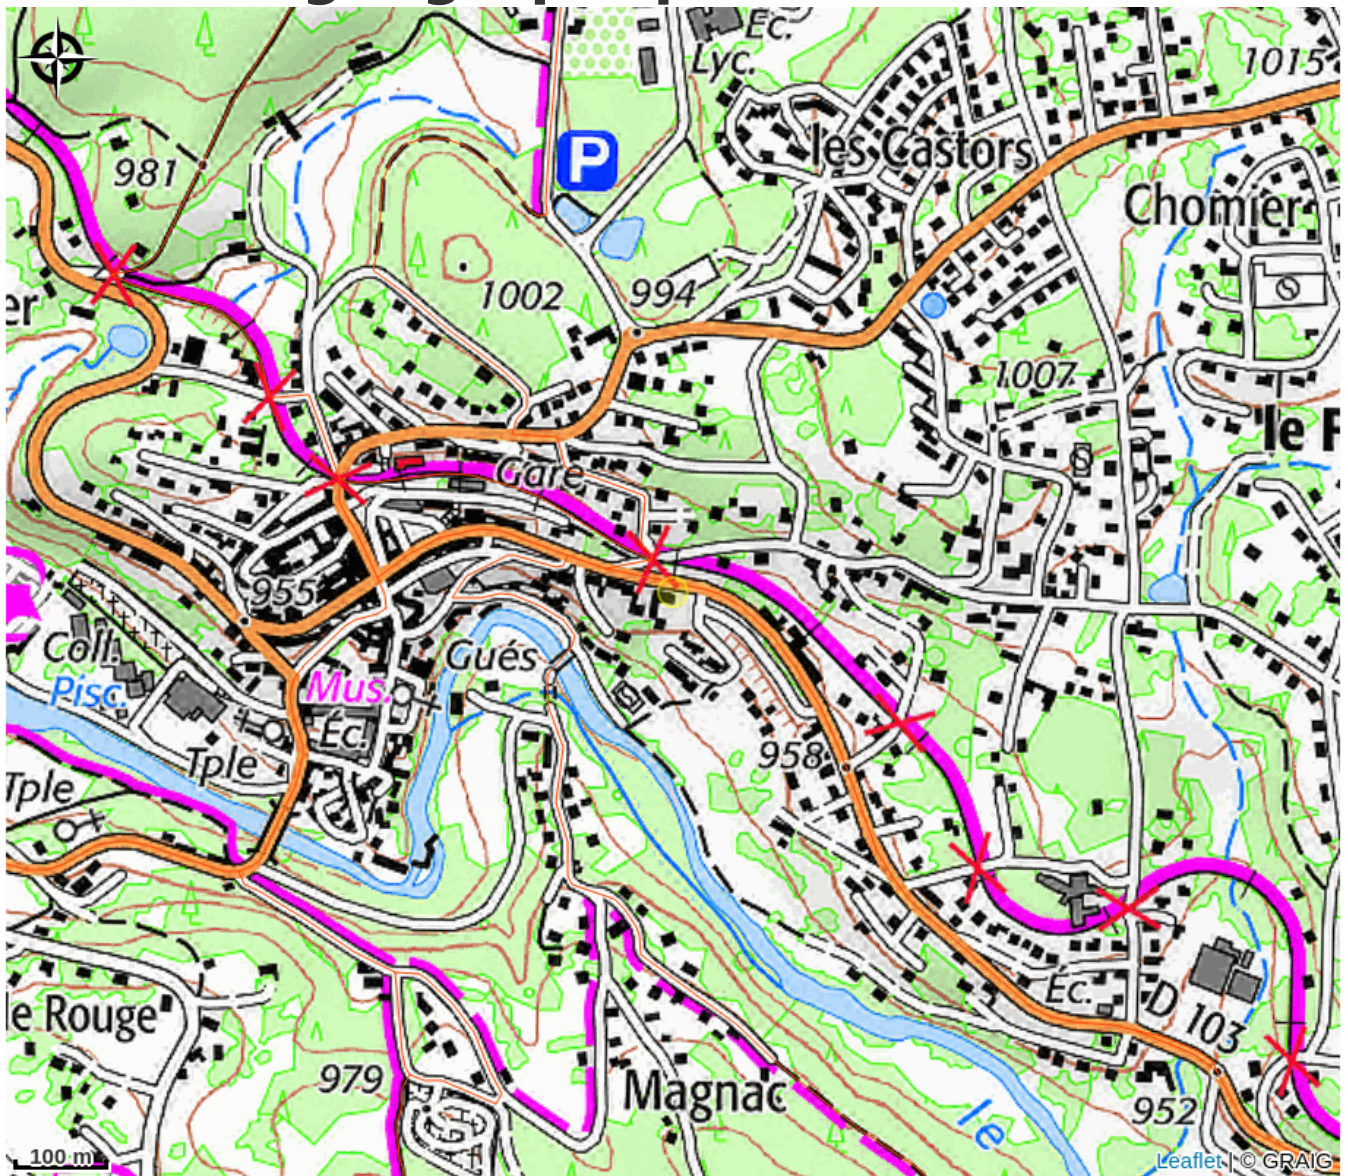 Éc.
Lyc.
1015
P
les Castors
981
Chomier
1002
994
er
1007
le F
Gare
955
Coll.
Gués
Pisc.
Mus.
Éc.
958
Tple
Tple
Éc.
D 103
le Rouge
979
Magnac
952
le
100 m
Leaflet | © GRAIG